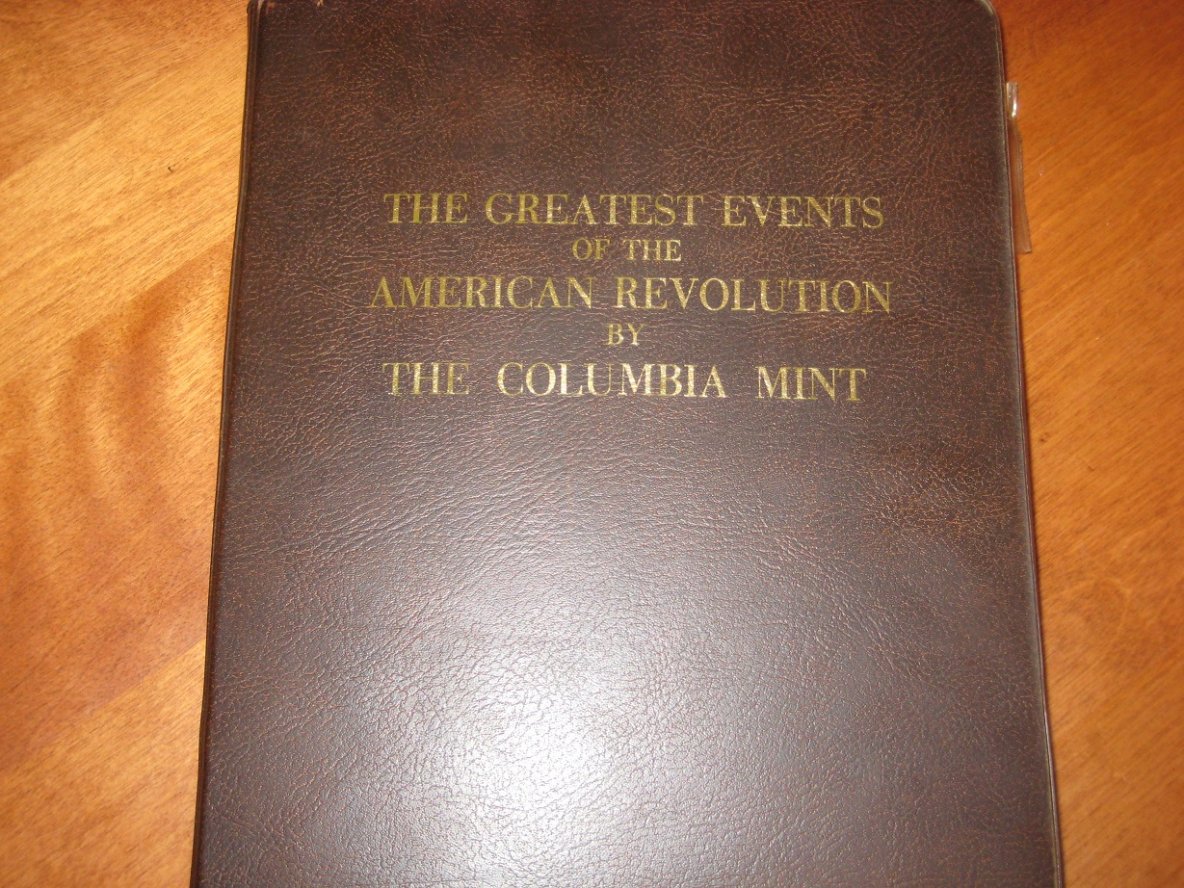 THE GREATEST EVENTS
OF THE
AMERICAN REVOLUTION
BY
THE COLUMBIA MINT